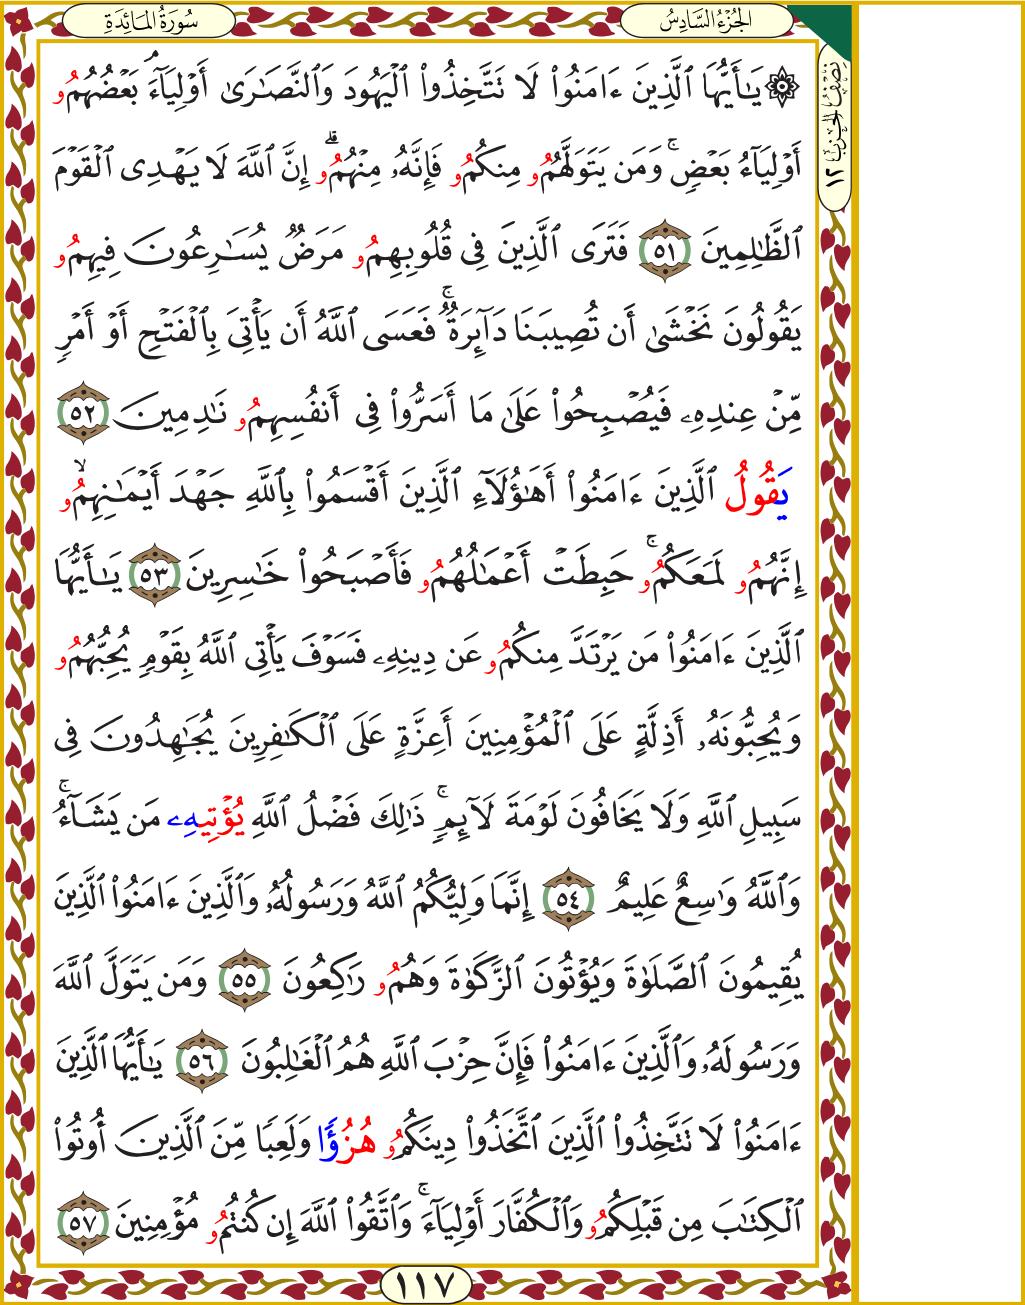 سُورَةُ المَائِدَةِ
الجُزْءُ السَّادِسُ
نِصْفُ الحِزْبِ ١٢
۞ يَٰٓأَيُّهَا ٱلَّذِينَ ءَامَنُوا۟ لَا تَتَّخِذُوا۟ ٱلْيَهُودَ وَٱلنَّصَٰرَىٰٓ أَوْلِيَآءَ ۘ بَعْضُهُمُو
أَوْلِيَآءُ بَعْضٍ ۚ وَمَن يَتَوَلَّهُمُو مِنكُمُو فَإِنَّهُۥ مِنْهُمُو ۗ إِنَّ ٱللَّهَ لَا يَهْدِى ٱلْقَوْمَ
ٱلظَّٰلِمِينَ ٥١ فَتَرَى ٱلَّذِينَ فِى قُلُوبِهِمُو مَرَضٌ يُسَٰرِعُونَ فِيهِمُو
يَقُولُونَ نَخْشَىٰٓ أَن تُصِيبَنَا دَآئِرَةٌ ۚ فَعَسَى ٱللَّهُ أَن يَأْتِىَ بِٱلْفَتْحِ أَوْ أَمْرٍ
مِّنْ عِندِهِۦ فَيُصْبِحُوا۟ عَلَىٰ مَآ أَسَرُّوا۟ فِىٓ أَنفُسِهِمُو نَٰدِمِينَ ٥٢
يَقُولُ ٱلَّذِينَ ءَامَنُوٓا۟ أَهَٰٓؤُلَآءِ ٱلَّذِينَ أَقْسَمُوا۟ بِٱللَّهِ جَهْدَ أَيْمَٰنِهِمُو ۙ
إِنَّهُمُو لَمَعَكُمُو ۚ حَبِطَتْ أَعْمَٰلُهُمُو فَأَصْبَحُوا۟ خَٰسِرِينَ ٥٣ يَٰٓأَيُّهَا
ٱلَّذِينَ ءَامَنُوا۟ مَن يَرْتَدَّ مِنكُمُو عَن دِينِهِۦ فَسَوْفَ يَأْتِى ٱللَّهُ بِقَوْمٍ يُحِبُّهُمُو
وَيُحِبُّونَهُۥٓ أَذِلَّةٍ عَلَى ٱلْمُؤْمِنِينَ أَعِزَّةٍ عَلَى ٱلْكَٰفِرِينَ يُجَٰهِدُونَ فِى
سَبِيلِ ٱللَّهِ وَلَا يَخَافُونَ لَوْمَةَ لَآئِمٍ ۚ ذَٰلِكَ فَضْلُ ٱللَّهِ يُؤْتِيهِۦ مَن يَشَآءُ ۚ
وَٱللَّهُ وَٰسِعٌ عَلِيمٌ ٥٤ إِنَّمَا وَلِيُّكُمُ ٱللَّهُ وَرَسُولُهُۥ وَٱلَّذِينَ ءَامَنُوا۟ ٱلَّذِينَ
يُقِيمُونَ ٱلصَّلَوٰةَ وَيُؤْتُونَ ٱلزَّكَوٰةَ وَهُمُو رَٰكِعُونَ ٥٥ وَمَن يَتَوَلَّ ٱللَّهَ
وَرَسُولَهُۥ وَٱلَّذِينَ ءَامَنُوا۟ فَإِنَّ حِزْبَ ٱللَّهِ هُمُ ٱلْغَٰلِبُونَ ٥٦ يَٰٓأَيُّهَا ٱلَّذِينَ
ءَامَنُوا۟ لَا تَتَّخِذُوا۟ ٱلَّذِينَ ٱتَّخَذُوا۟ دِينَكُمُو هُزُؤًا وَلَعِبًا مِّنَ ٱلَّذِينَ أُوتُوا۟
ٱلْكِتَٰبَ مِن قَبْلِكُمُو وَٱلْكُفَّارَ أَوْلِيَآءَ ۚ وَٱتَّقُوا۟ ٱللَّهَ إِن كُنتُمُو مُؤْمِنِينَ ٥٧
١١٧